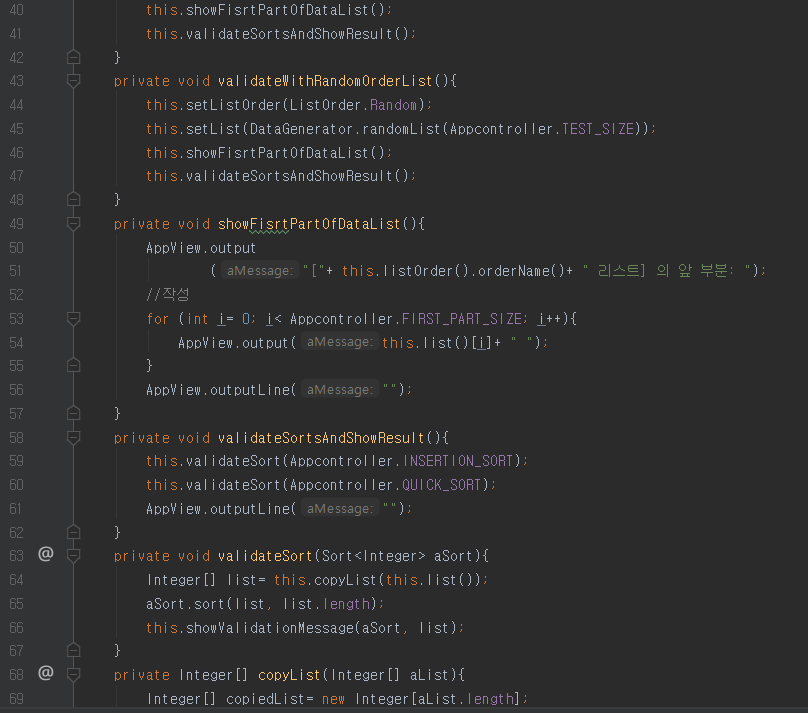 40 this.showFisrtPartOfDataList();
41 this.validateSortsAndShowResult();
42 }
43 private void validateWithRandomOrderList(){
44 this.setListOrder(ListOrder.Random);
45 this.setList(DataGenerator.randomList(Appcontroller.TEST_SIZE));
46 this.showFisrtPartOfDataList();
47 this.validateSortsAndShowResult();
48 }
49 private void showFisrtPartOfDataList(){
50 AppView.output
51 ( aMessage: "["+ this.listOrder().orderName()+ " 리스트] 의 앞 부분: ");
52 //작성
53 for (int i= 0; i< Appcontroller.FIRST_PART_SIZE; i++){
54 AppView.output( aMessage: this.list()[i]+ " ");
55 }
56 AppView.outputLine( aMessage: "");
57 }
58 private void validateSortsAndShowResult(){
59 this.validateSort(Appcontroller.INSERTION_SORT);
60 this.validateSort(Appcontroller.QUICK_SORT);
61 AppView.outputLine( aMessage: "");
62 }
63 @ private void validateSort(Sort<Integer> aSort){
64 Integer[] list= this.copyList(this.list());
65 aSort.sort(list, list.length);
66 this.showValidationMessage(aSort, list);
67 }
68 @ private Integer[] copyList(Integer[] aList){
69 Integer[] copiedList= new Integer[aList.length];